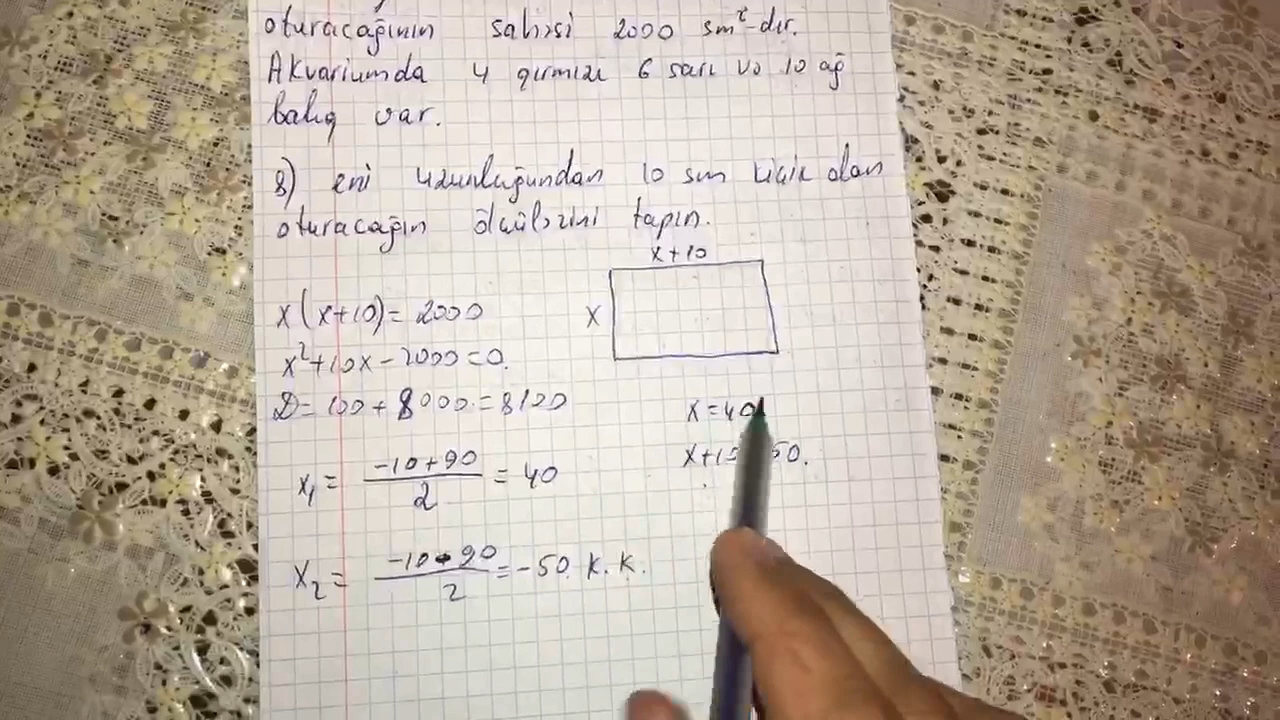 oturacağının sahəsi 2000 sm²-dır.
Akvariumda 4 qırmızı 6 sarı və 10 ağ
balıq var.
8) eni uzunluğundan 10 sm kiçik olan
oturacağın ölçülərini tapın.
x+10
x
x(x+10)=2000
x²+10x-2000=0.
D=100+8000=8100
x=40
x+10=50.
x₁= (-10+90)/2 = 40
x₂= (-10-90)/2 = -50. K.K.